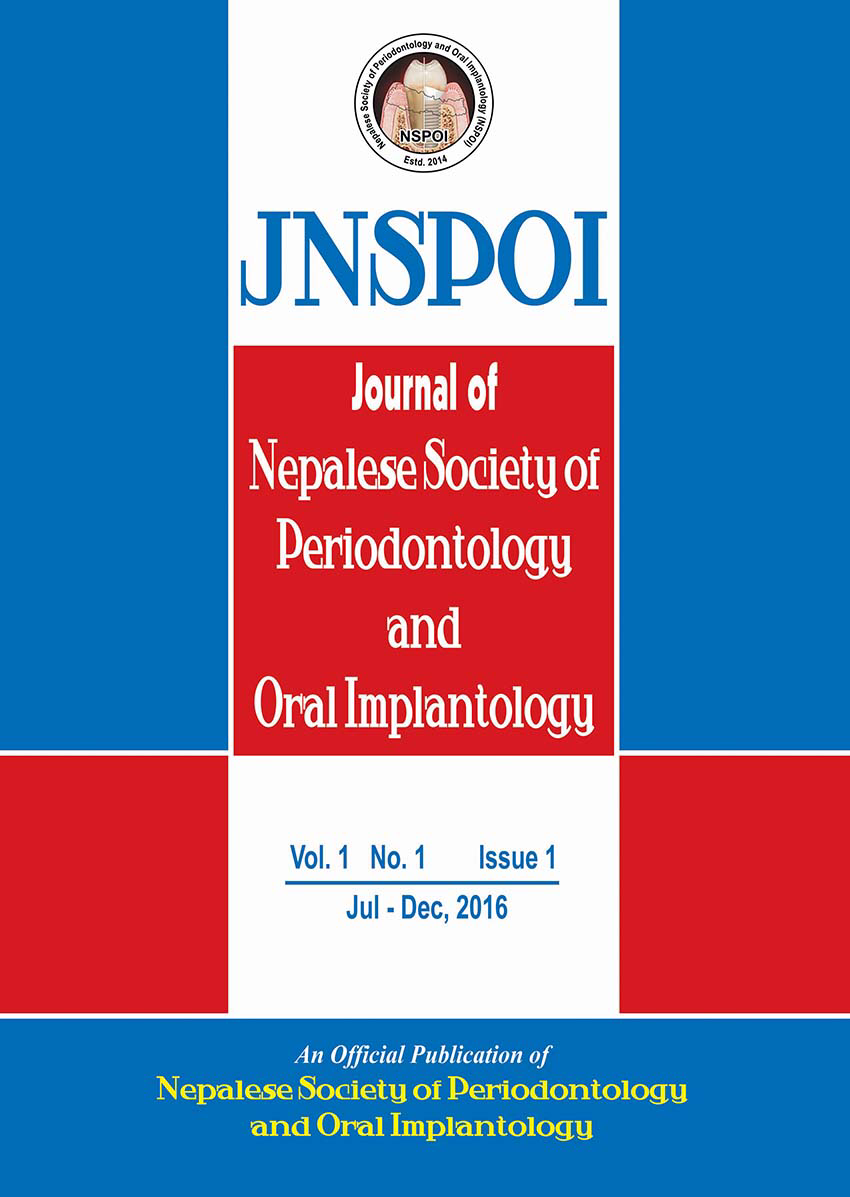 Nepalese Society of Periodontology and Oral Implantology (NSPOI)
NSPOI
Estd. 2014
JNSPOI
Journal of
Nepalese Society of
Periodontology
and
Oral Implantology
Vol. 1 No. 1 Issue 1
Jul - Dec, 2016
An Official Publication of
Nepalese Society of Periodontology
and Oral Implantology